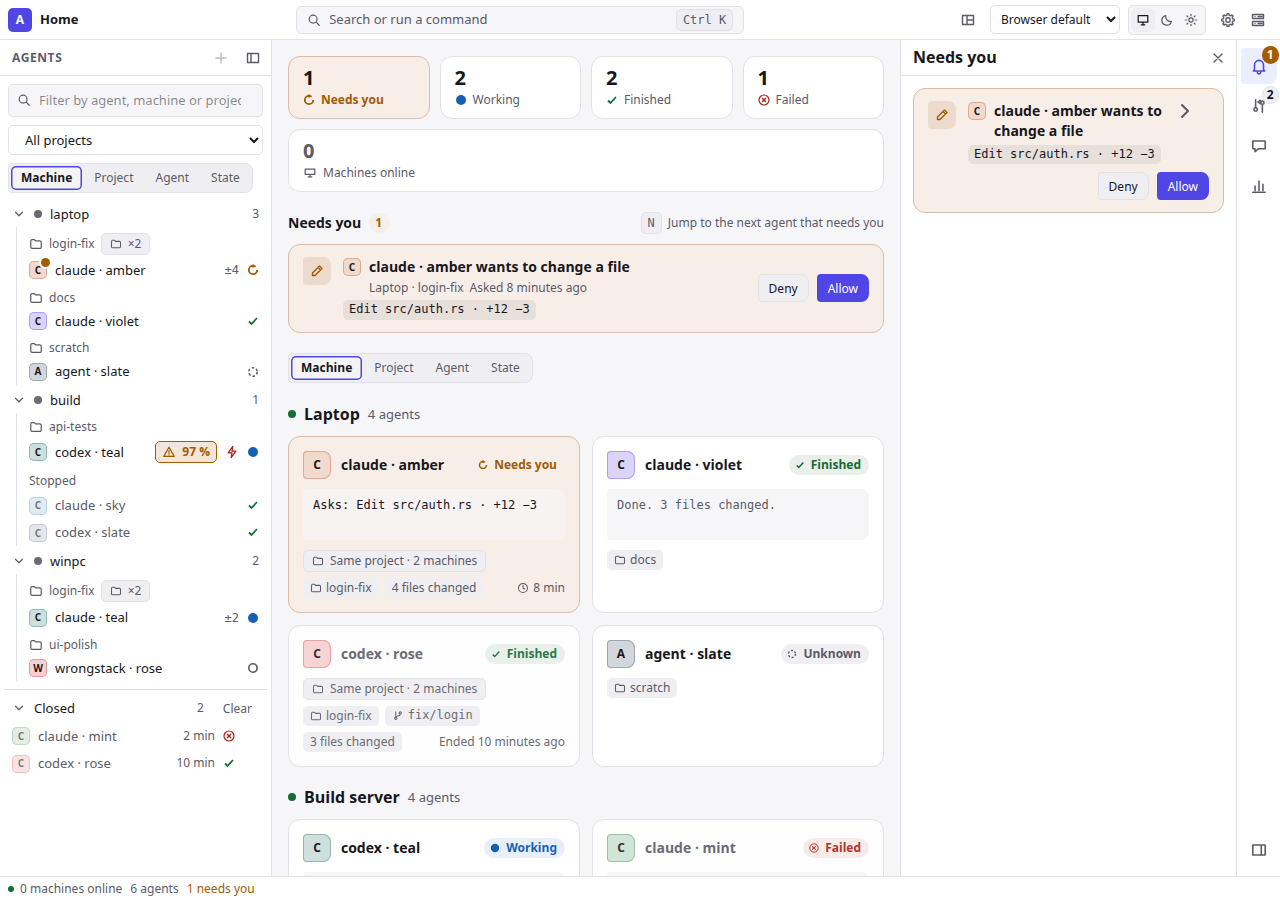 A Home
Search or run a command Ctrl K
Browser default
AGENTS
Filter by agent, machine or projec
All projects
Machine Project Agent State
laptop 3
login-fix ×2
C claude · amber ±4
docs
C claude · violet
scratch
A agent · slate
build 1
api-tests
C codex · teal 97 %
Stopped
C claude · sky
C codex · slate
winpc 2
login-fix ×2
C claude · teal ±2
ui-polish
W wrongstack · rose
Closed 2 Clear
C claude · mint 2 min
C codex · rose 10 min
1
Needs you
2
Working
2
Finished
1
Failed
0
Machines online
Needs you 1
N Jump to the next agent that needs you
C claude · amber wants to change a file
Laptop · login-fix Asked 8 minutes ago
Edit src/auth.rs · +12 −3
Deny Allow
Machine Project Agent State
Laptop 4 agents
C claude · amber Needs you
Asks: Edit src/auth.rs · +12 −3
Same project · 2 machines
login-fix 4 files changed 8 min
C claude · violet Finished
Done. 3 files changed.
docs
C codex · rose Finished
Same project · 2 machines
login-fix fix/login
3 files changed Ended 10 minutes ago
A agent · slate Unknown
scratch
Build server 4 agents
C codex · teal Working
C claude · mint Failed
Needs you
C claude · amber wants to
change a file
Edit src/auth.rs · +12 −3
Deny Allow
1
2
0 machines online 6 agents 1 needs you